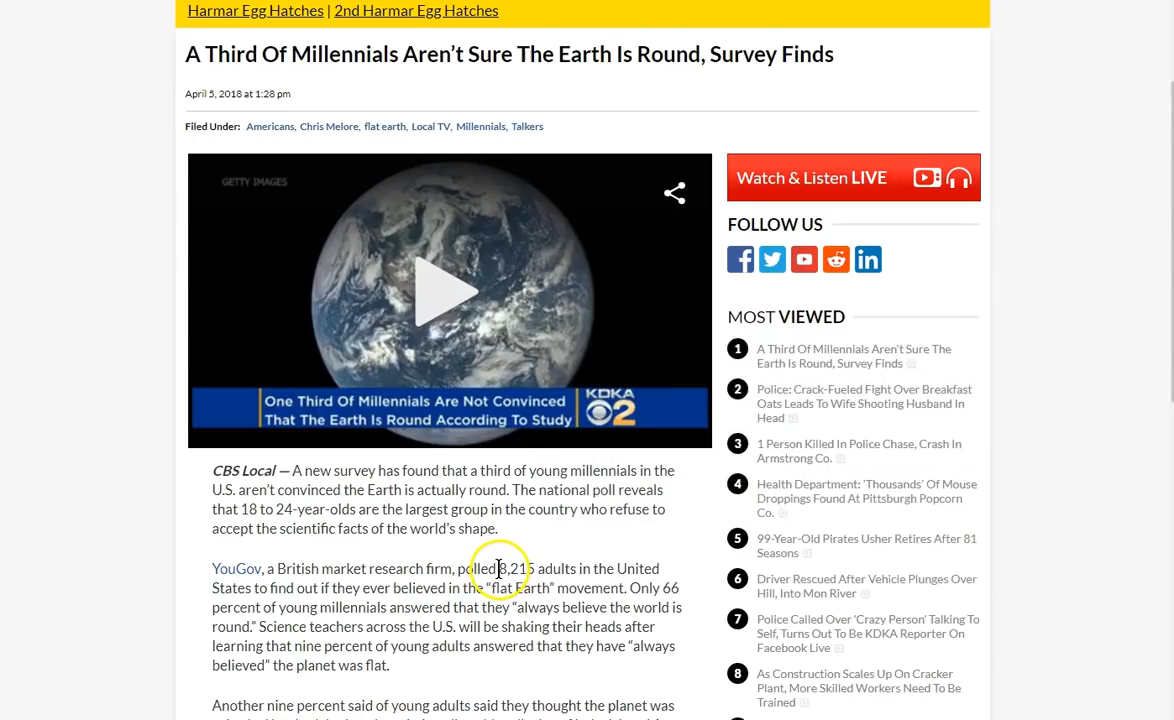 Harmar Egg Hatches | 2nd Harmar Egg Hatches
A Third Of Millennials Aren’t Sure The Earth Is Round, Survey Finds
April 5, 2018 at 1:28 pm
Filed Under: Americans, Chris Melore, flat earth, Local TV, Millennials, Talkers
GETTY IMAGES
One Third Of Millennials Are Not Convinced
That The Earth Is Round According To Study
KDKA
2
CBS Local — A new survey has found that a third of young millennials in the
U.S. aren’t convinced the Earth is actually round. The national poll reveals
that 18 to 24-year-olds are the largest group in the country who refuse to
accept the scientific facts of the world’s shape.
YouGov, a British market research firm, polled 8,215 adults in the United
States to find out if they ever believed in the “flat Earth” movement. Only 66
percent of young millennials answered that they “always believe the world is
round.” Science teachers across the U.S. will be shaking their heads after
learning that nine percent of young adults answered that they have “always
believed” the planet was flat.
Another nine percent said of young adults said they thought the planet was
Watch & Listen LIVE
FOLLOW US
MOST VIEWED
1 A Third Of Millennials Aren't Sure The
Earth Is Round, Survey Finds
2 Police: Crack-Fueled Fight Over Breakfast
Oats Leads To Wife Shooting Husband In
Head
3 1 Person Killed In Police Chase, Crash In
Armstrong Co.
4 Health Department: 'Thousands' Of Mouse
Droppings Found At Pittsburgh Popcorn
Co.
5 99-Year-Old Pirates Usher Retires After 81
Seasons
6 Driver Rescued After Vehicle Plunges Over
Hill, Into Mon River
7 Police Called Over 'Crazy Person' Talking To
Self, Turns Out To Be KDKA Reporter On
Facebook Live
8 As Construction Scales Up On Cracker
Plant, More Skilled Workers Need To Be
Trained